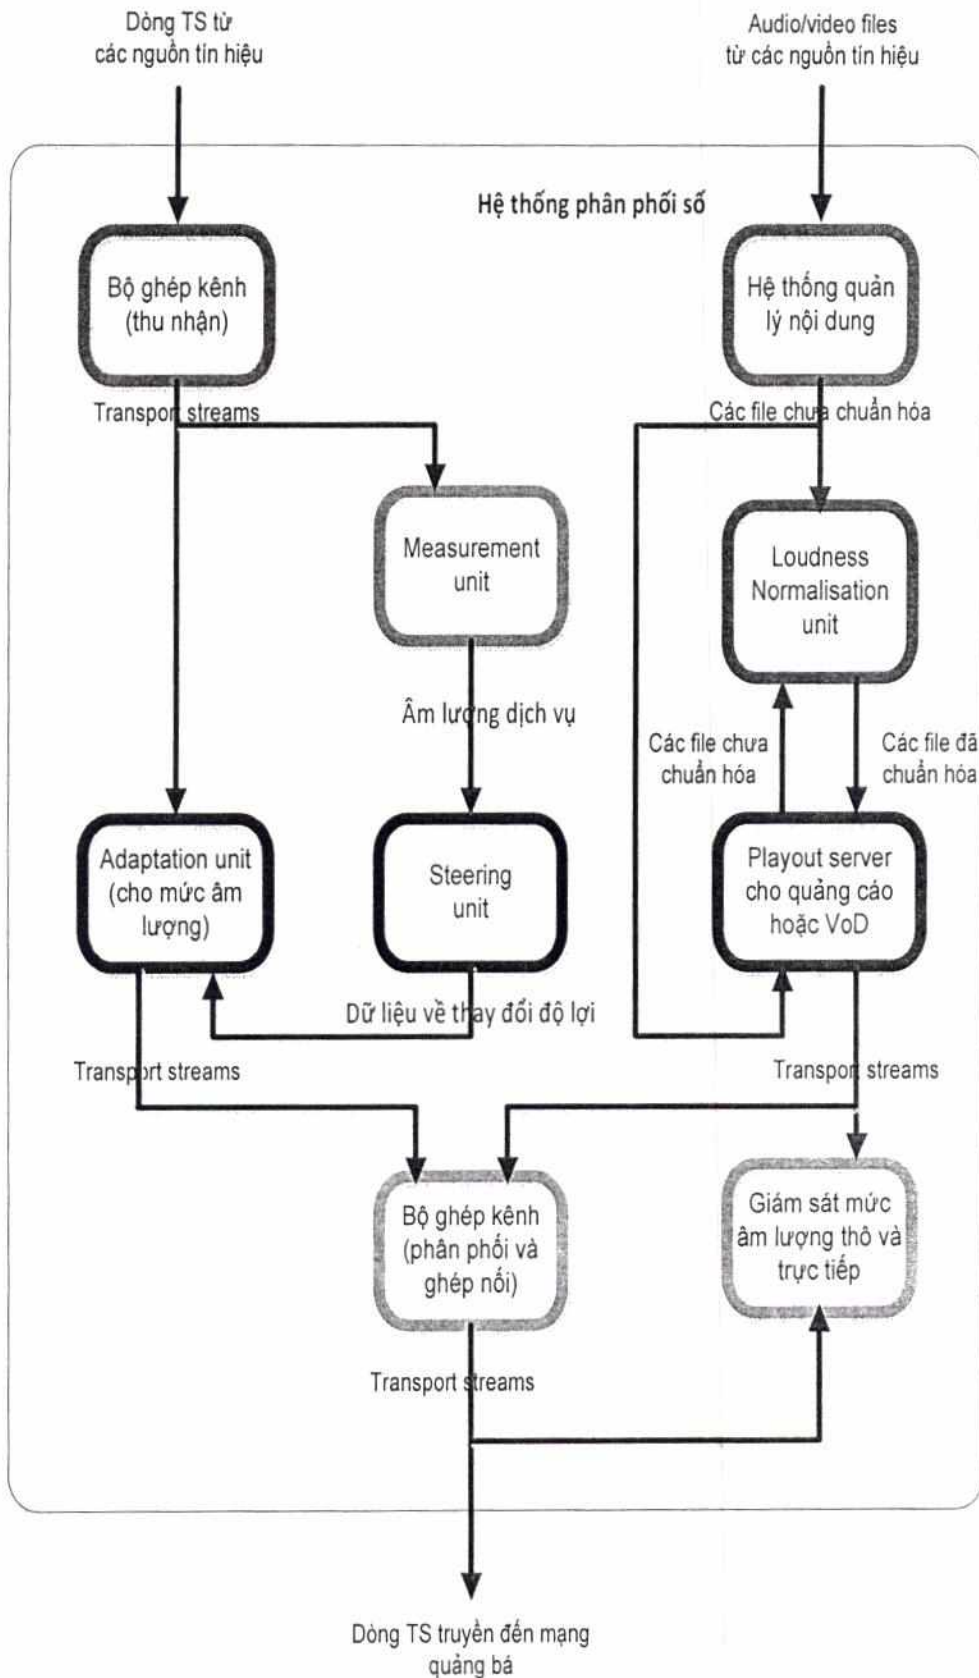 Dòng TS từ
các nguồn tín hiệu
Audio/video files
từ các nguồn tín hiệu
Hệ thống phân phối số
Bộ ghép kênh
(thu nhận)
Hệ thống quản
lý nội dung
Transport streams
Các file chưa chuẩn hóa
Measurement
unit
Loudness
Normalisation
unit
Âm lượng dịch vụ
Các file chưa
chuẩn hóa
Các file đã
chuẩn hóa
Adaptation unit
(cho mức âm
lượng)
Steering
unit
Playout server
cho quảng cáo
hoặc VoD
Dữ liệu về thay đổi độ lợi
Transport streams
Transport streams
Bộ ghép kênh
(phân phối và
ghép nối)
Giám sát mức
âm lượng thô và
trực tiếp
Transport streams
Dòng TS truyền đến mạng
quảng bá